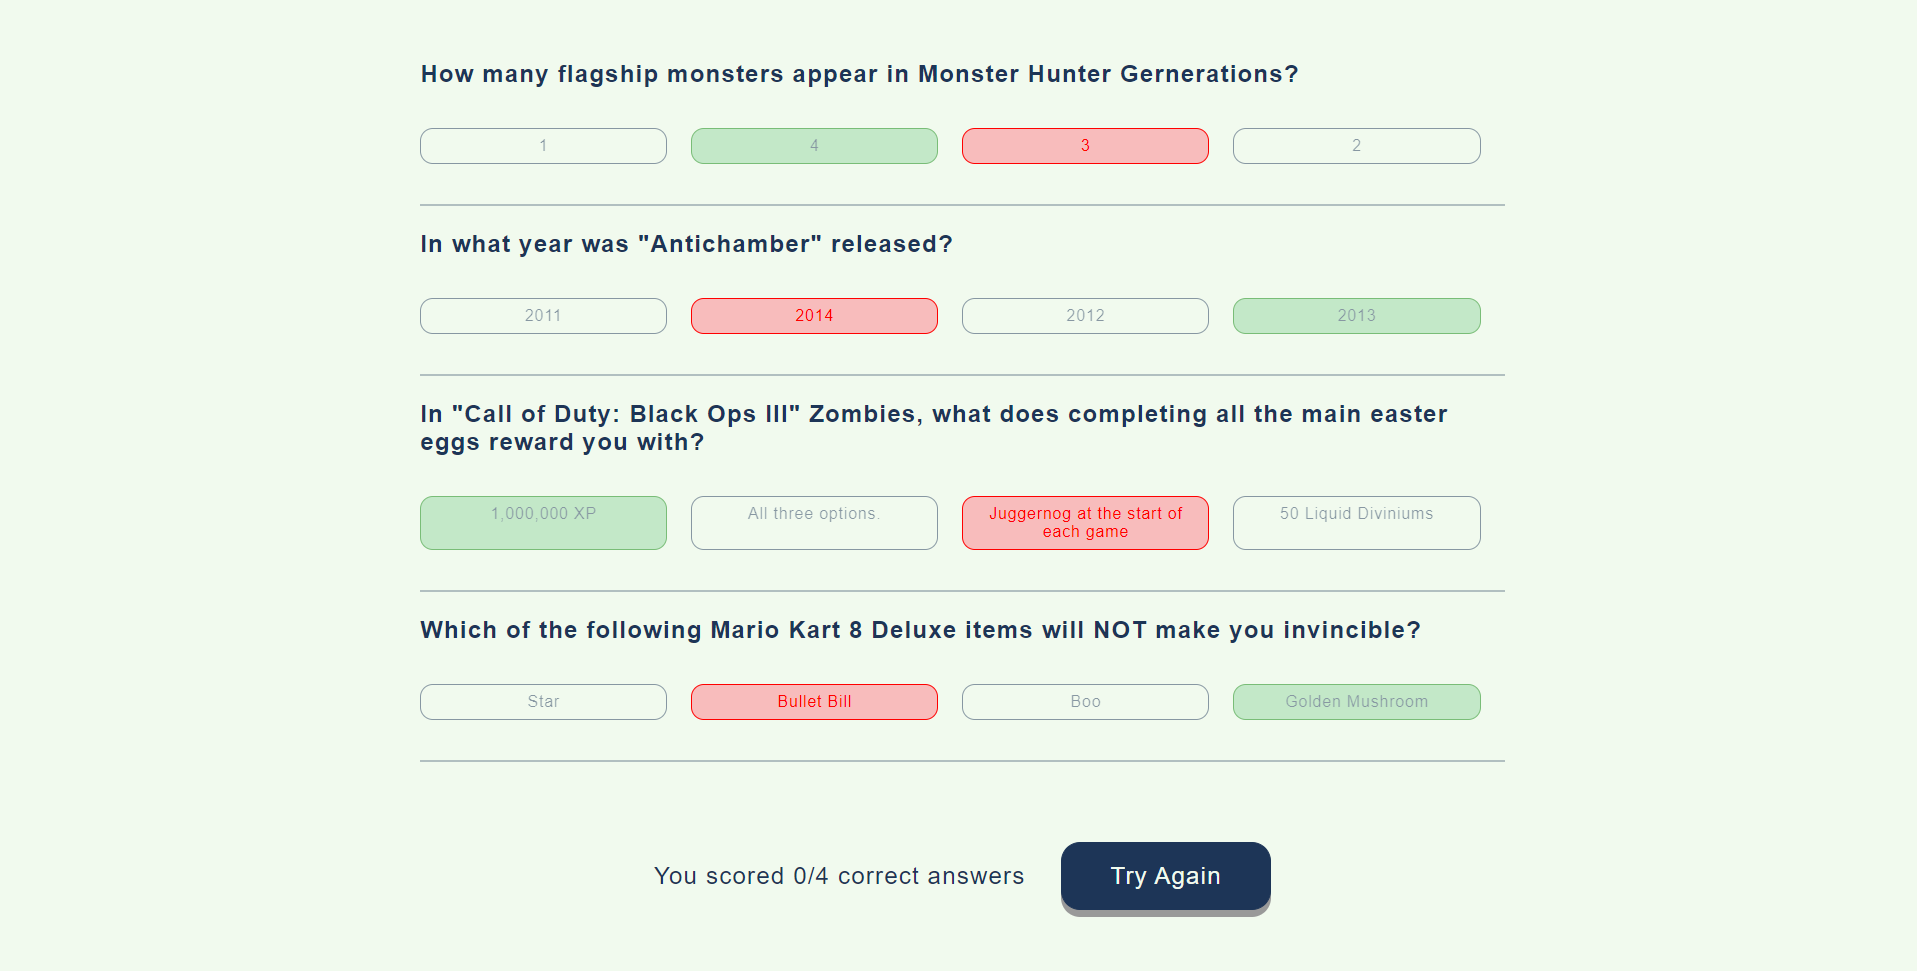 How many flagship monsters appear in Monster Hunter Gernerations?
1
4
3
2
In what year was "Antichamber" released?
2011
2014
2012
2013
In "Call of Duty: Black Ops III" Zombies, what does completing all the main easter
eggs reward you with?
1,000,000 XP
All three options.
Juggernog at the start of
each game
50 Liquid Diviniums
Which of the following Mario Kart 8 Deluxe items will NOT make you invincible?
Star
Bullet Bill
Boo
Golden Mushroom
You scored 0/4 correct answers
Try Again